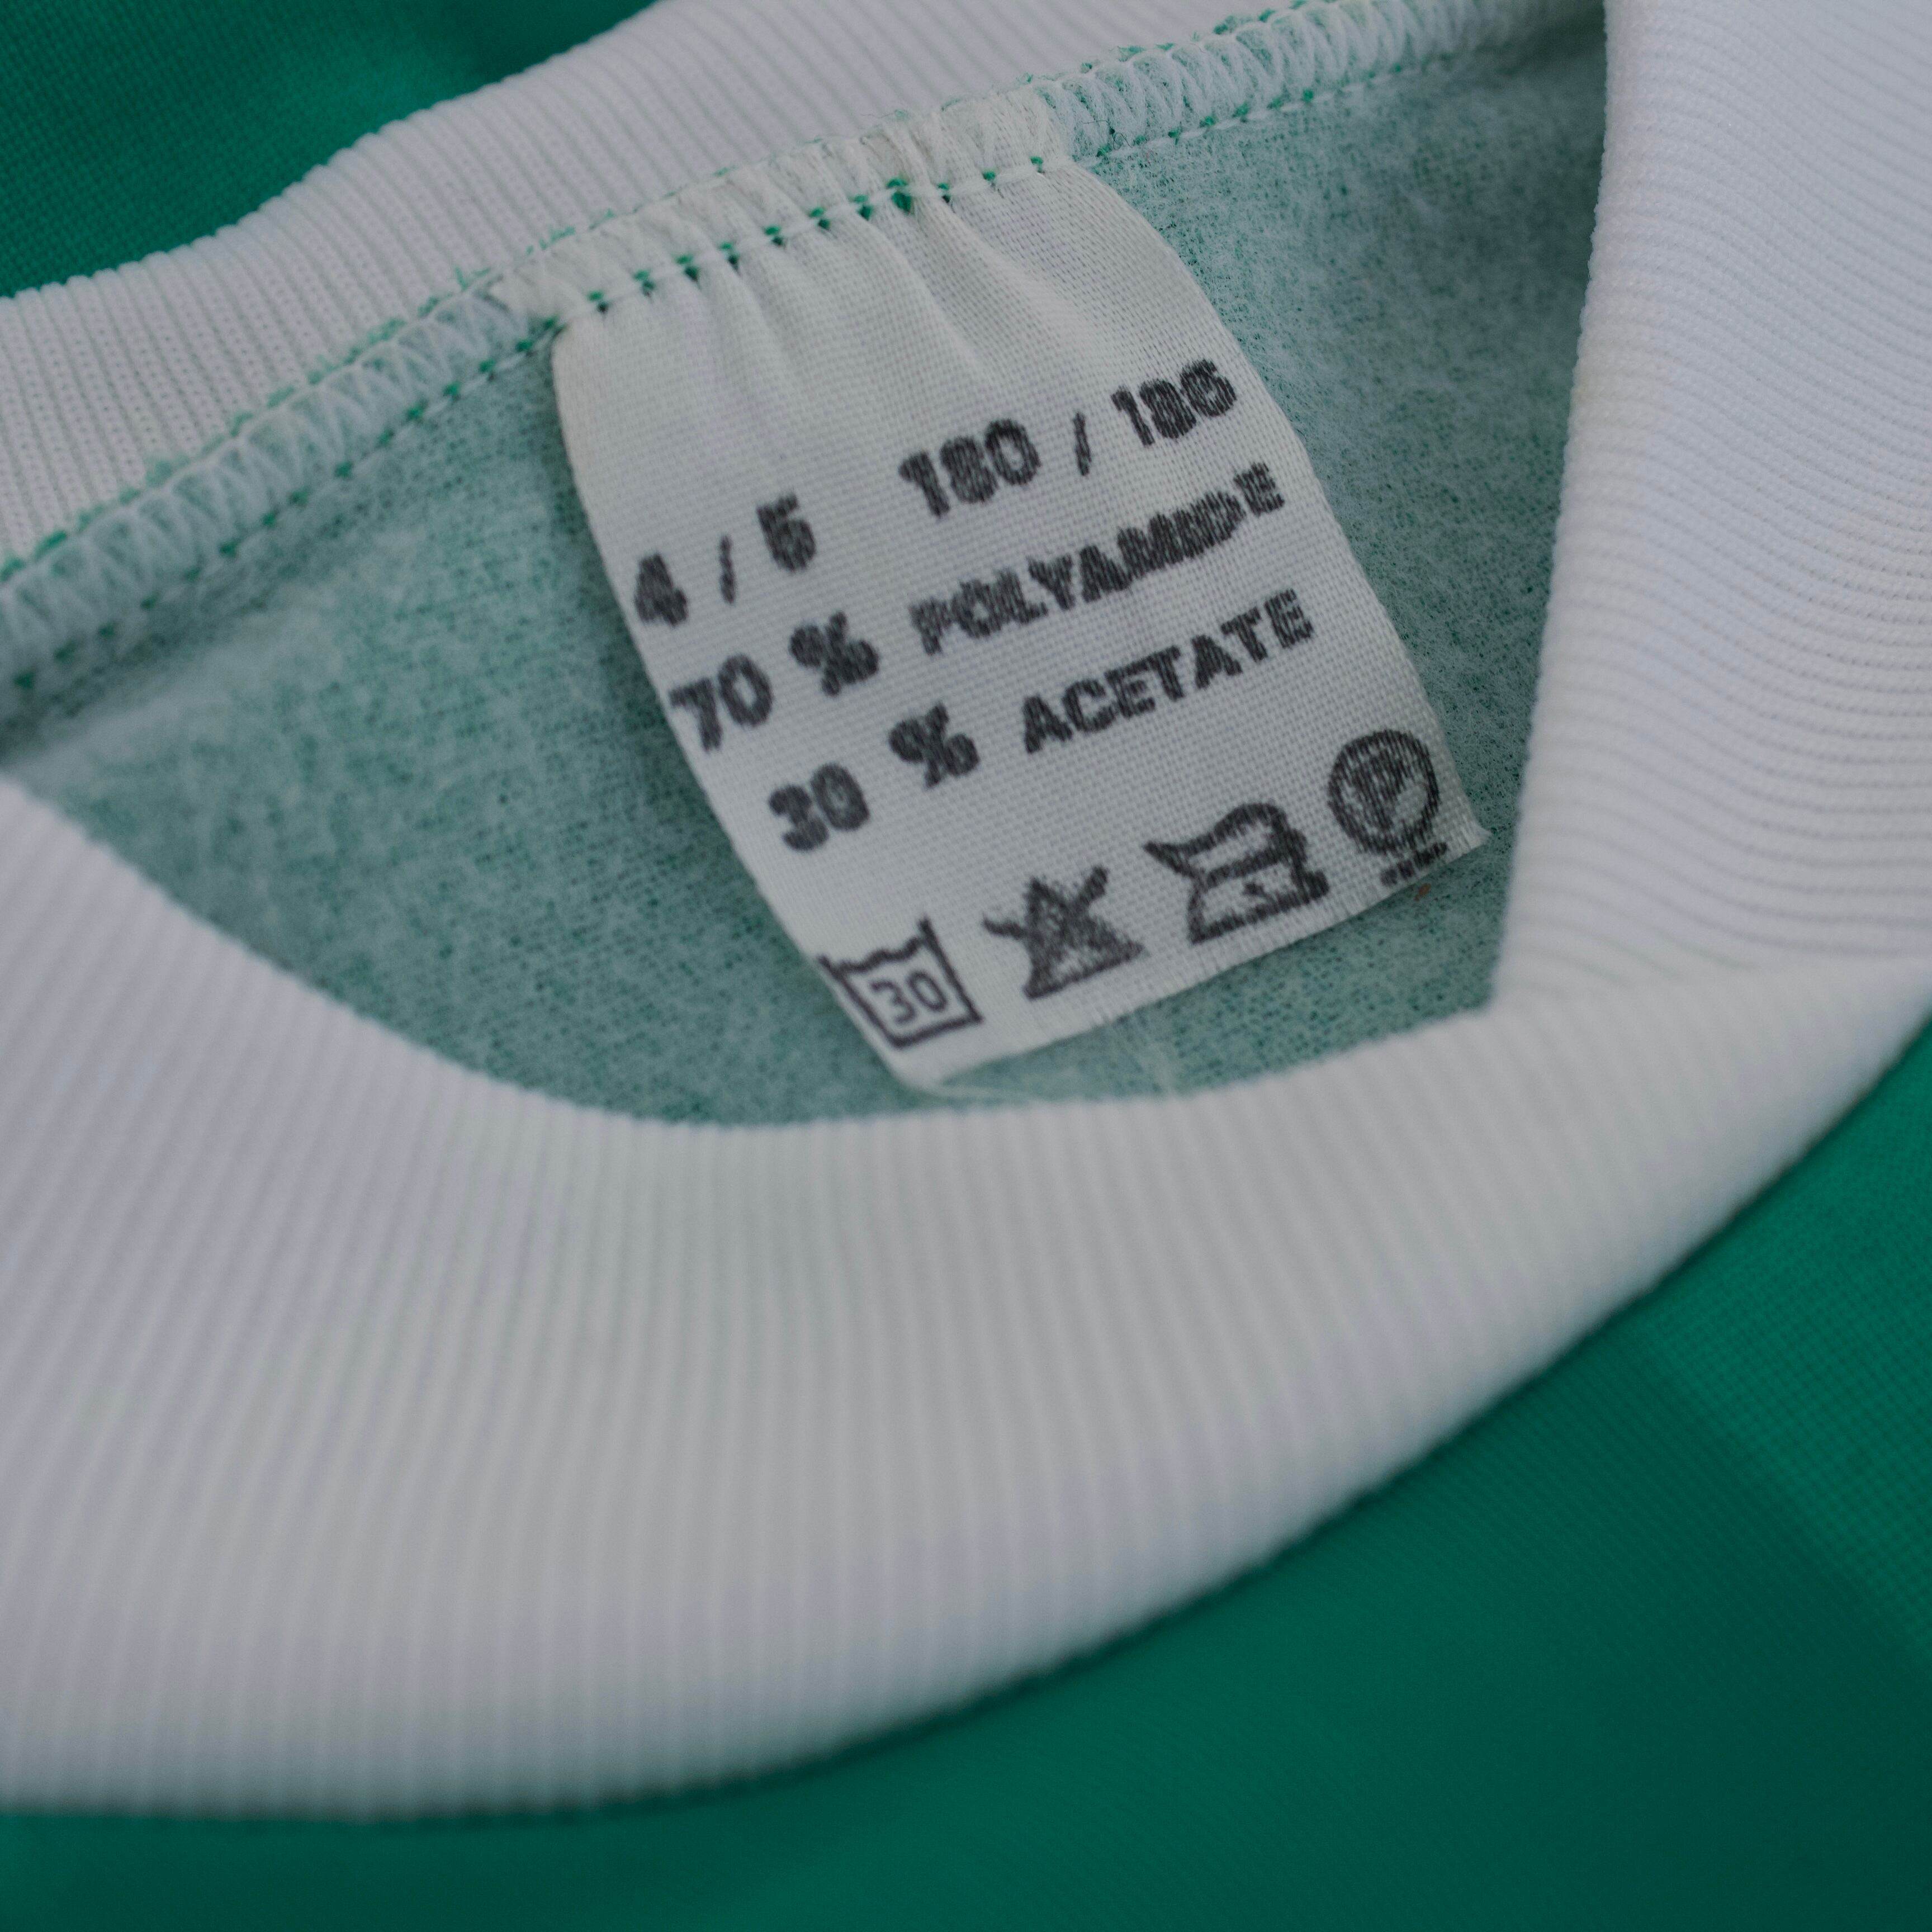 4 / 5 180 / 186
70 % POLYAMIDE
30 % ACETATE
30 P